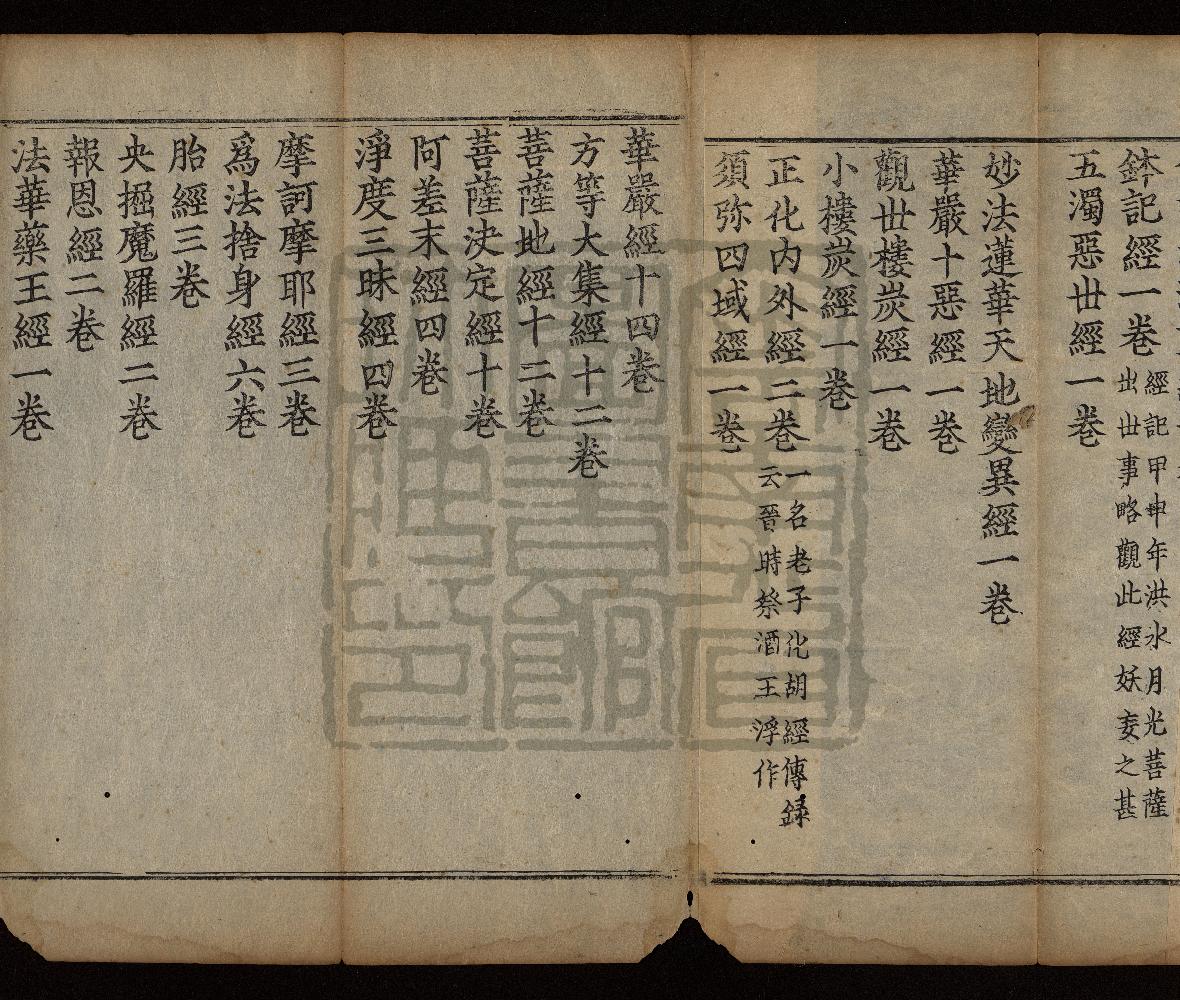 鉢記經一卷經記甲申年洪水月光菩薩
出世事略觀此經妖妄之甚
五濁惡世經一卷
妙法蓮華天地變異經一卷
華嚴十惡經一卷
觀世樓炭經一卷
小樓炭經一卷
正化内外經二卷一名老子化胡經傳録
云晉時祭酒王浮作
須弥四域經一卷
華嚴經十四卷
方等大集經十二卷
菩薩地經十二卷
菩薩決定經十卷
阿差末經四卷
淨度三昧經四卷
摩訶摩耶經三卷
爲法捨身經六卷
胎經三卷
央掘魔羅經二卷
報恩經二卷
法華藥王經一卷